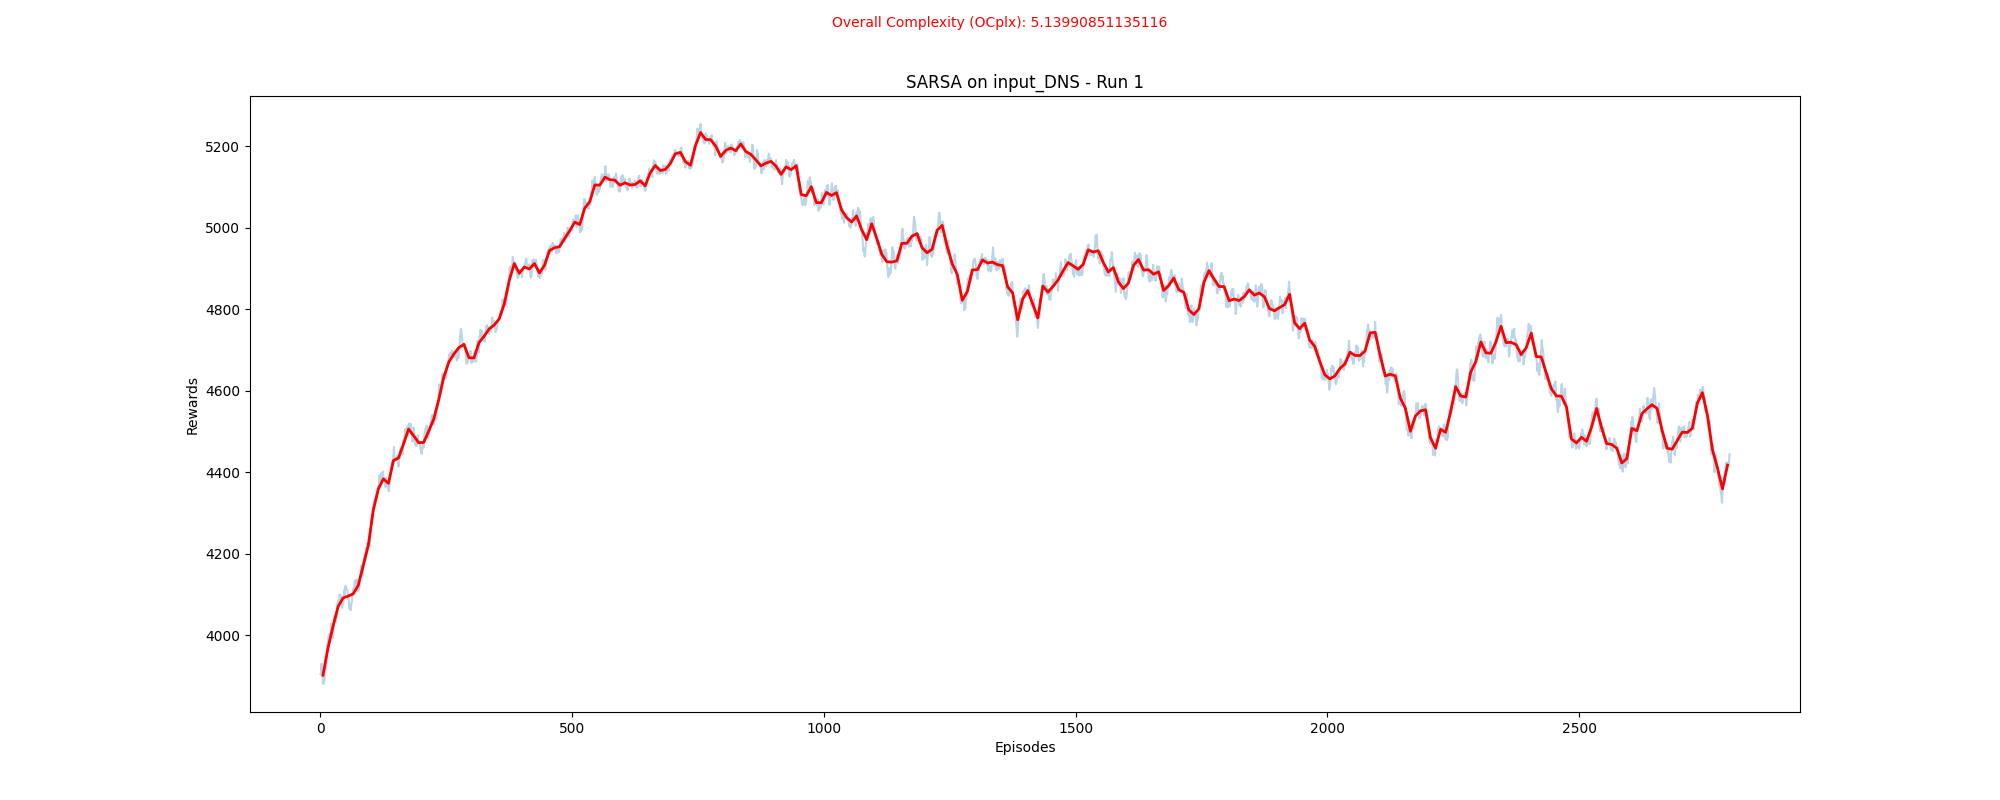 Overall Complexity (OCplx): 5.13990851135116
SARSA on input_DNS - Run 1
5200
5000
4800
4600
4400
4200
4000
Rewards
0 500 1000 1500 2000 2500
Episodes